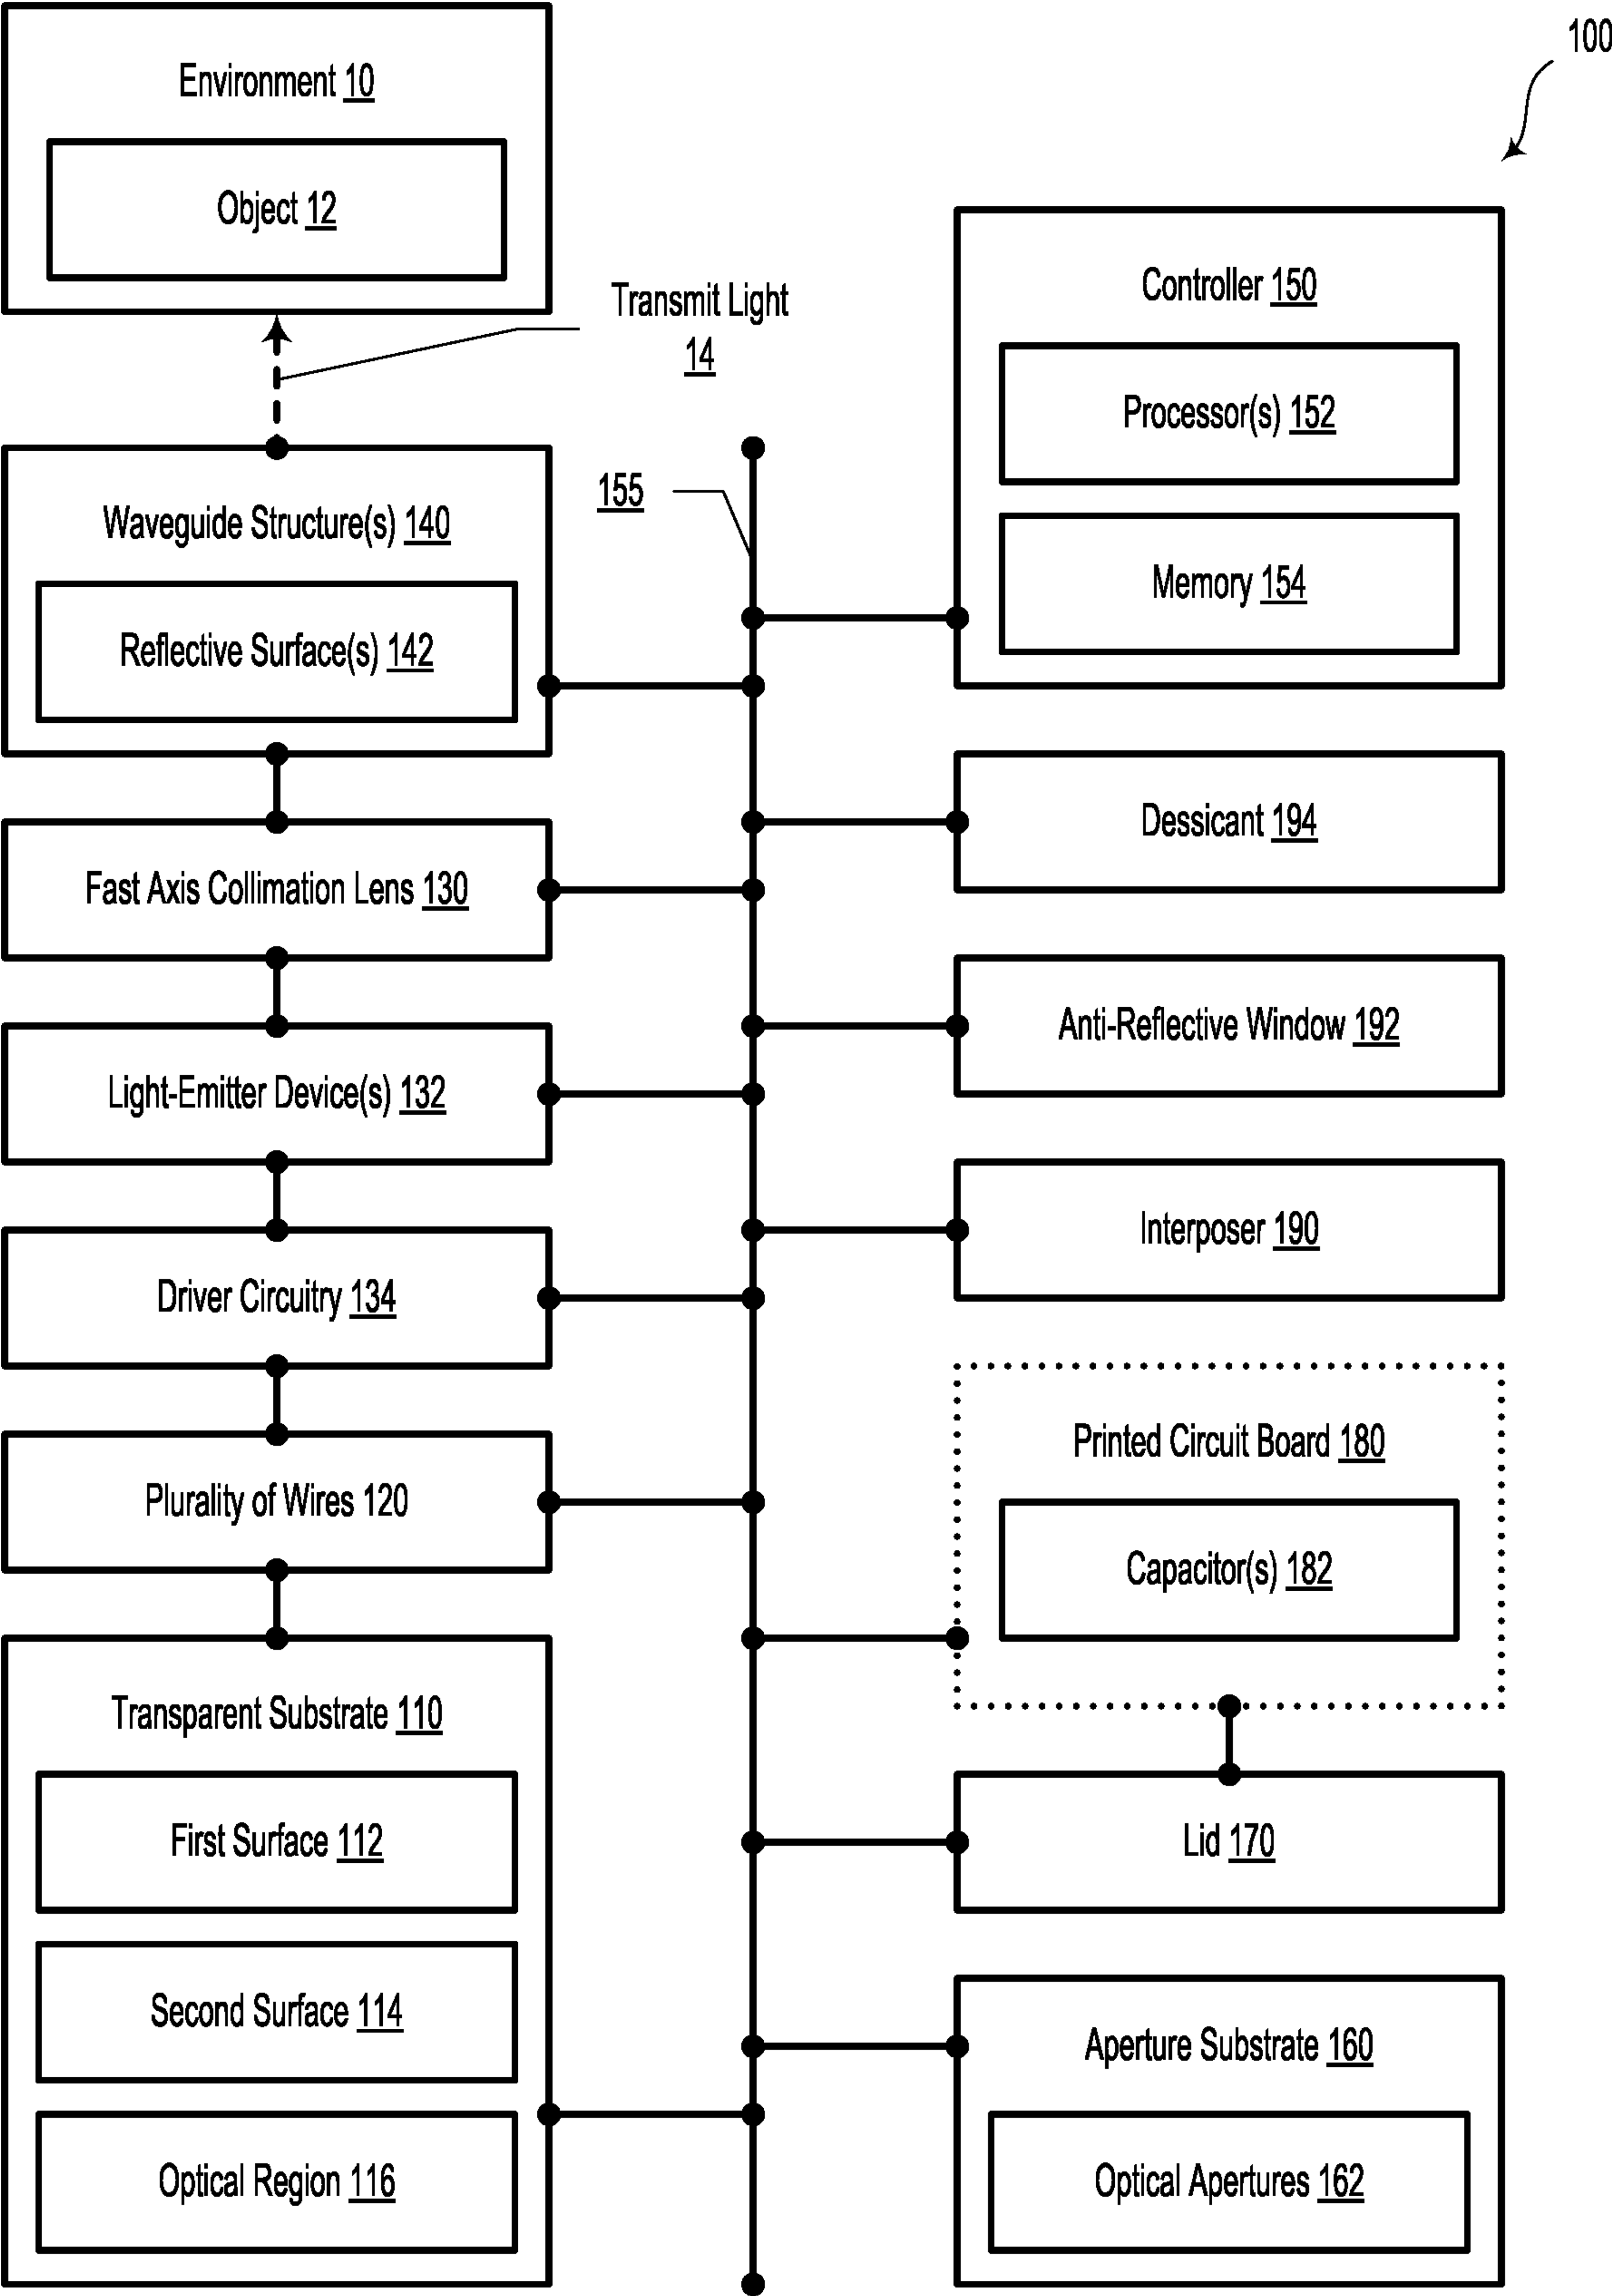 100
Environment 10
Object 12
Transmit Light
14
Waveguide Structure(s) 140
Reflective Surface(s) 142
Fast Axis Collimation Lens 130
Light-Emitter Device(s) 132
Driver Circuitry 134
Plurality of Wires 120
Transparent Substrate 110
First Surface 112
Second Surface 114
Optical Region 116
155
Controller 150
Processor(s) 152
Memory 154
Dessicant 194
Anti-Reflective Window 192
Interposer 190
Printed Circuit Board 180
Capacitor(s) 182
Lid 170
Aperture Substrate 160
Optical Apertures 162